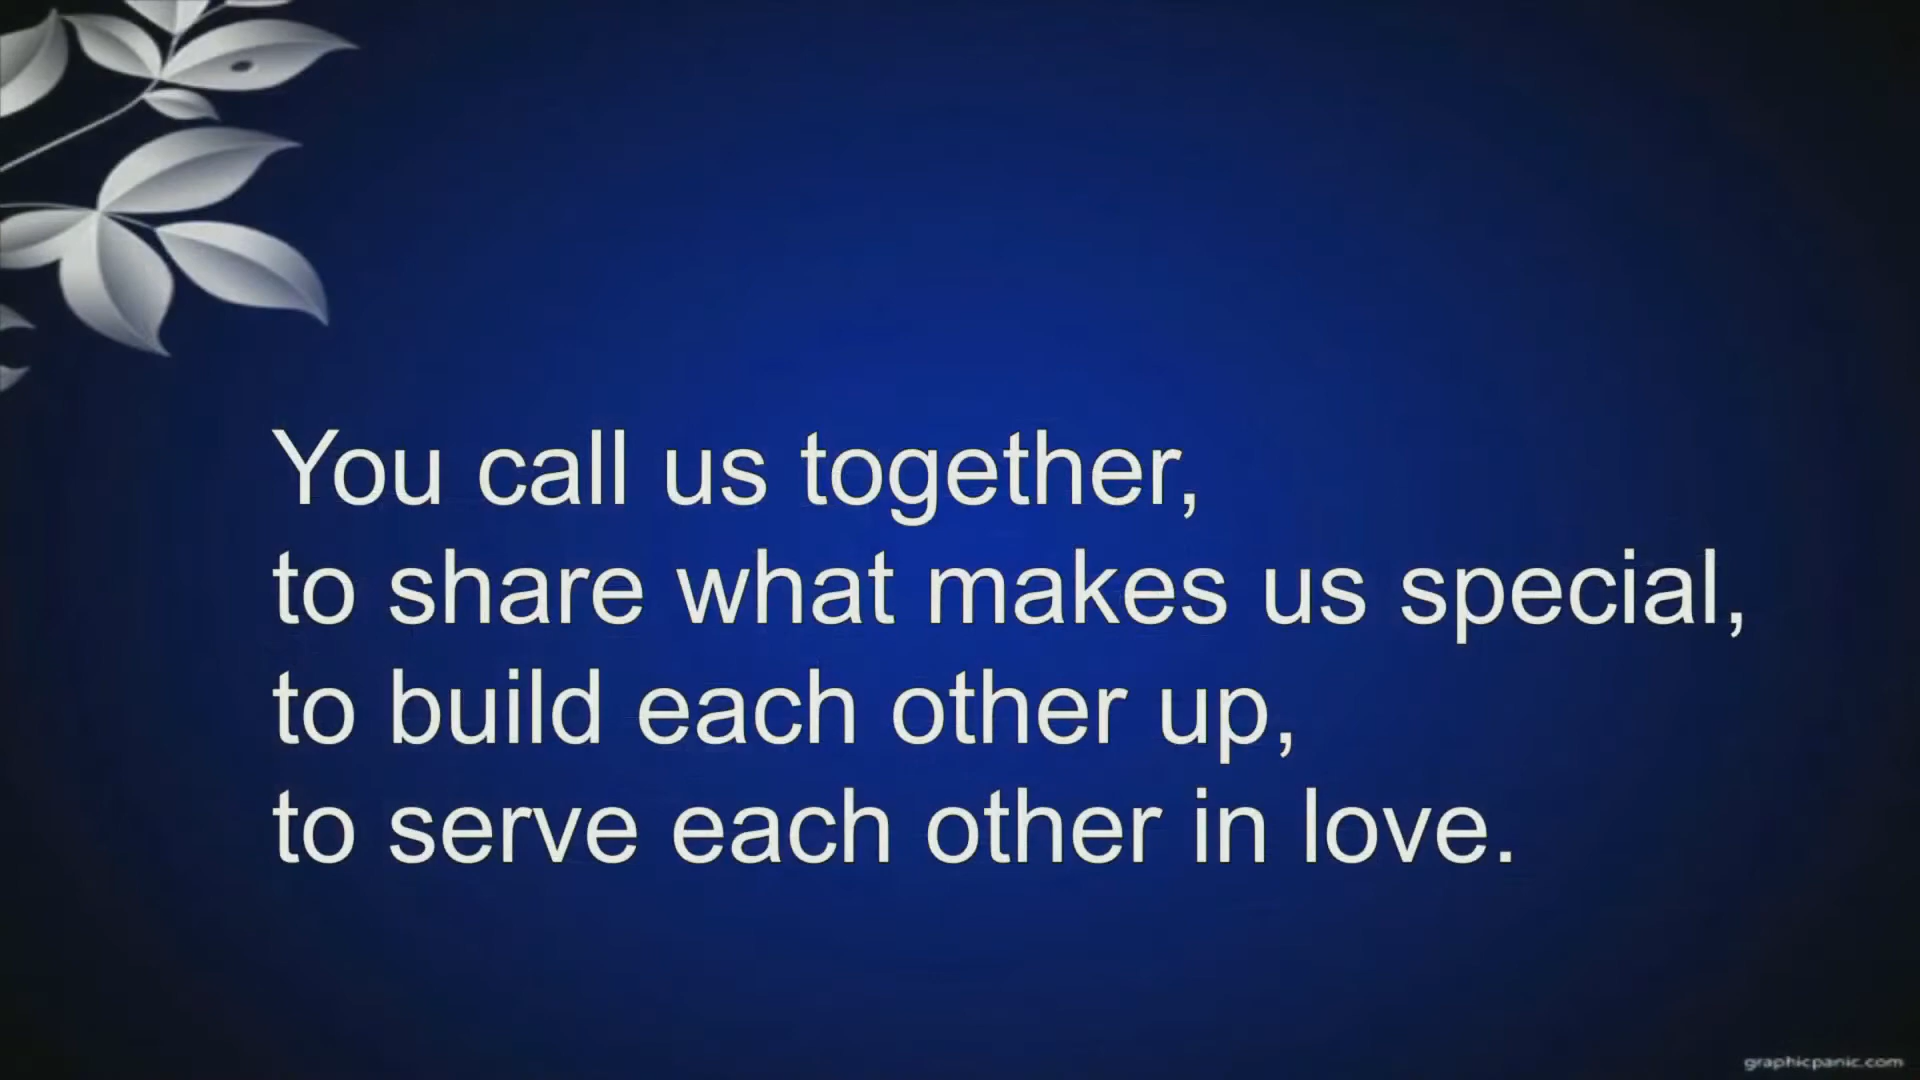 You call us together,
to share what makes us special,
to build each other up,
to serve each other in love.
graphicpanic.com